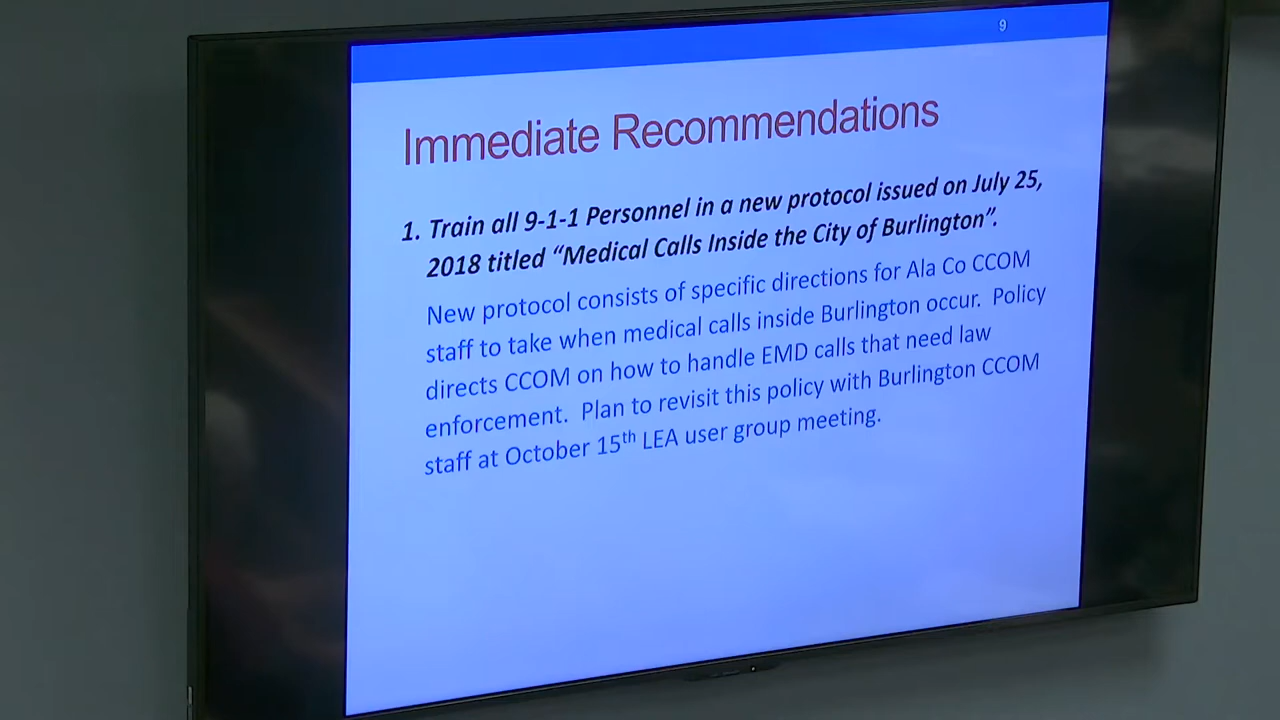 9
Immediate Recommendations
1. Train all 9-1-1 Personnel in a new protocol issued on July 25,
2018 titled “Medical Calls Inside the City of Burlington”.
New protocol consists of specific directions for Ala Co CCOM
staff to take when medical calls inside Burlington occur. Policy
directs CCOM on how to handle EMD calls that need law
enforcement. Plan to revisit this policy with Burlington CCOM
staff at October 15th LEA user group meeting.